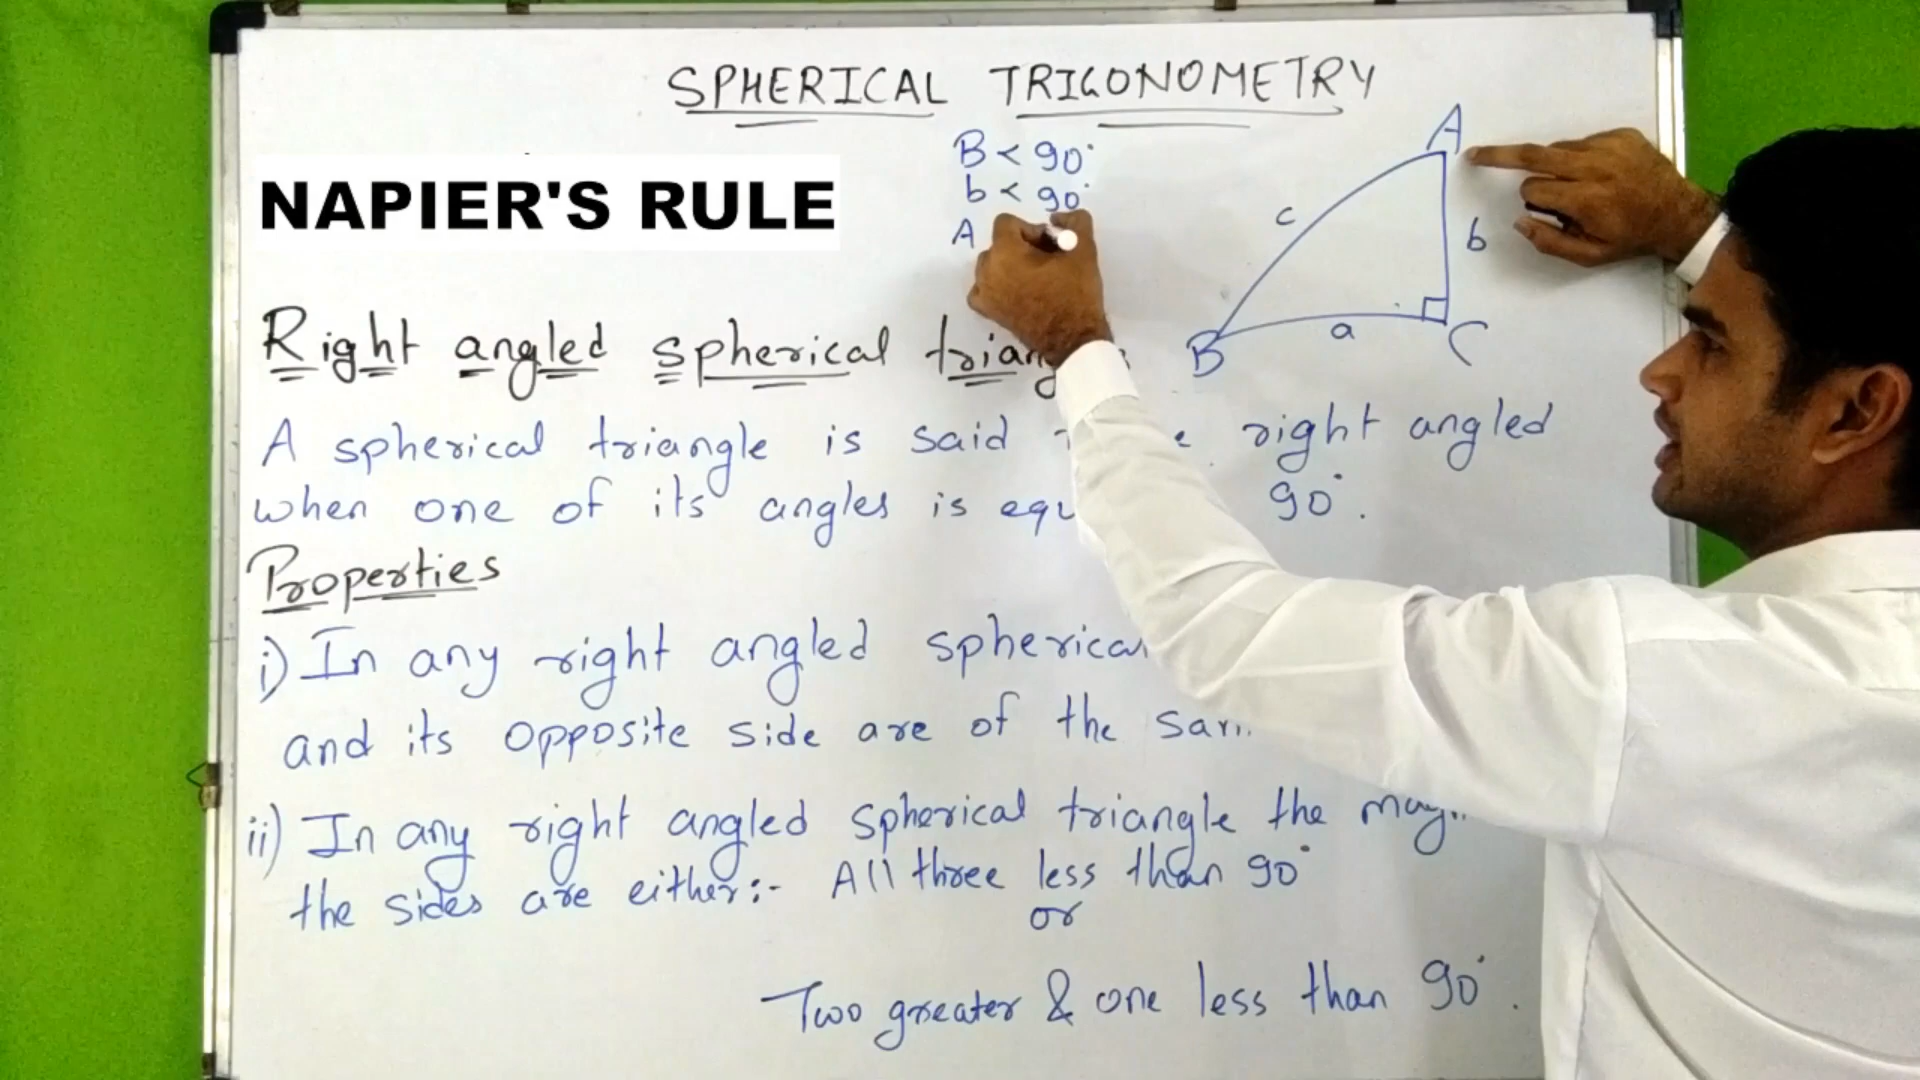 SPHERICAL TRIGONOMETRY
NAPIER'S RULE
B < 90°
b < 90°
A
A
c
b
a
B
C
Right angled spherical
A spherical triangle is said right angled
when one of its angles is 90°.
Properties
i) In any right angled
and its opposite side are of the
ii) In any right angled spherical triangle the
the sides are either:- All three less than 90°
or
Two greater & one less than 90°.